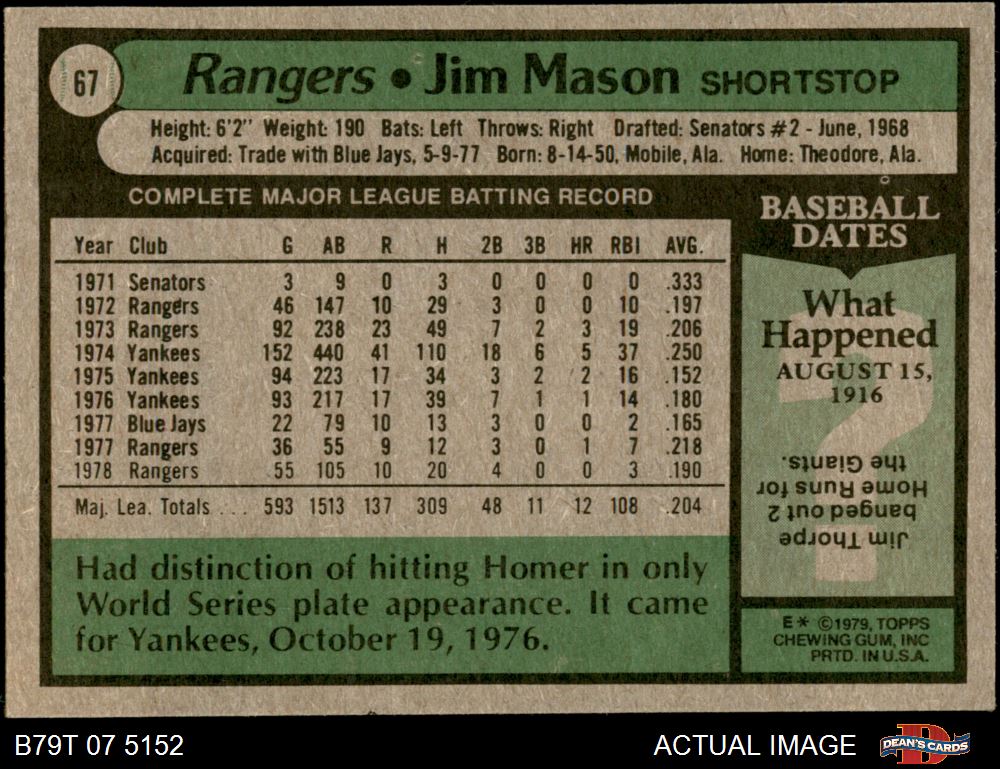 67
Rangers • Jim Mason SHORTSTOP
Height: 6'2" Weight: 190 Bats: Left Throws: Right Drafted: Senators #2 - June, 1968
Acquired: Trade with Blue Jays, 5-9-77 Born: 8-14-50, Mobile, Ala. Home: Theodore, Ala.
COMPLETE MAJOR LEAGUE BATTING RECORD
Year Club G AB R H 2B 3B HR RBI AVG.
1971 Senators 3 9 0 3 0 0 0 0 .333
1972 Rangers 46 147 10 29 3 0 0 10 .197
1973 Rangers 92 238 23 49 7 2 3 19 .206
1974 Yankees 152 440 41 110 18 6 5 37 .250
1975 Yankees 94 223 17 34 3 2 2 16 .152
1976 Yankees 93 217 17 39 7 1 1 14 .180
1977 Blue Jays 22 79 10 13 3 0 0 2 .165
1977 Rangers 36 55 9 12 3 0 1 7 .218
1978 Rangers 55 105 10 20 4 0 0 3 .190
Maj. Lea. Totals . . . 593 1513 137 309 48 11 12 108 .204
Had distinction of hitting Homer in only
World Series plate appearance. It came
for Yankees, October 19, 1976.
BASEBALL
DATES
What
Happened
AUGUST 15,
1916
?
Jim Thorpe
banged out 2
Home Runs for
the Giants.
E* ©1979, TOPPS
CHEWING GUM, INC
PRTD. IN U.S.A.
B79T 07 5152
ACTUAL IMAGE
D
DEAN'S CARDS